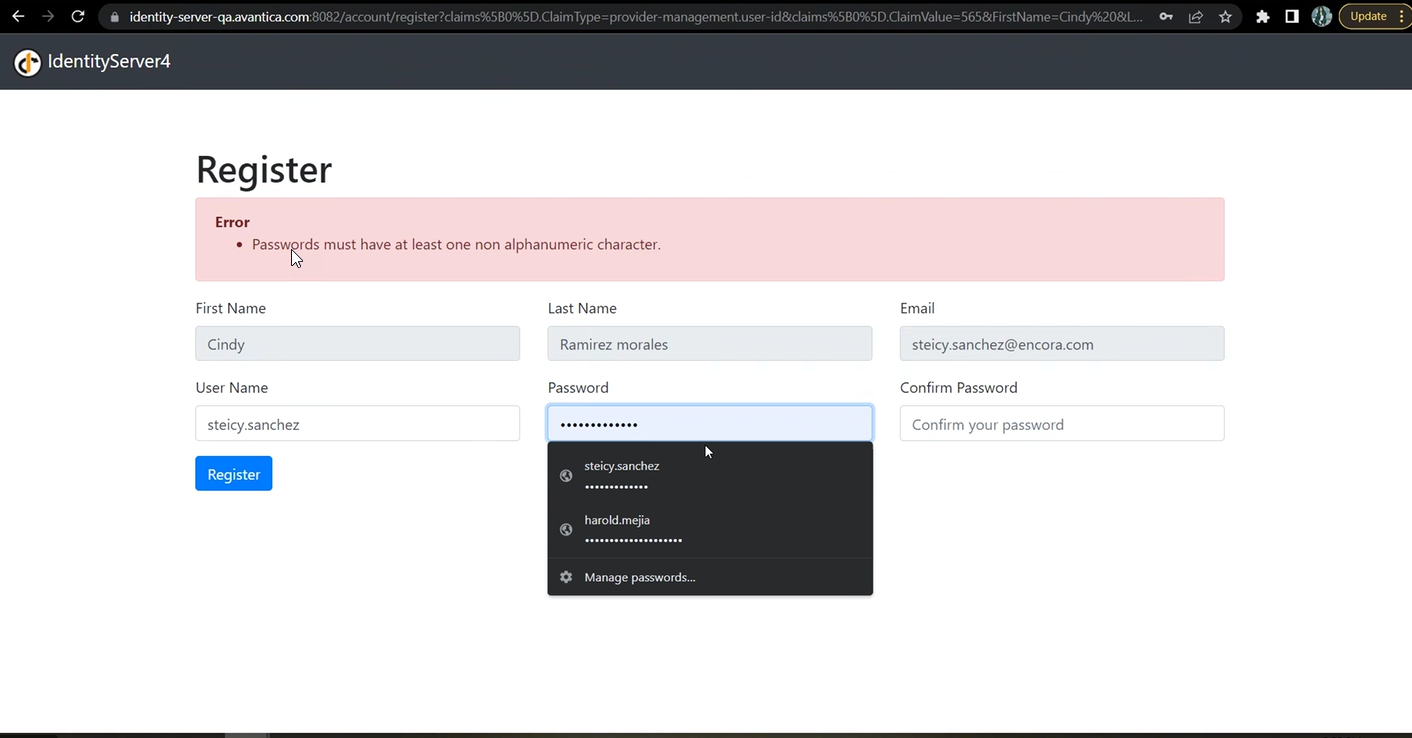 identity-server-qa.avantica.com:8082/account/register?claims%5B0%5D.ClaimType=provider-management.user-id&claims%5B0%5D.ClaimValue=565&FirstName=Cindy%20&L...
Update
IdentityServer4
Register
Error
Passwords must have at least one non alphanumeric character.
First Name Last Name Email
Cindy Ramirez morales steicy.sanchez@encora.com
User Name Password Confirm Password
steicy.sanchez ••••••••••••• Confirm your password
Register
steicy.sanchez
•••••••••••••
harold.mejia
••••••••••••••••••••
Manage passwords...